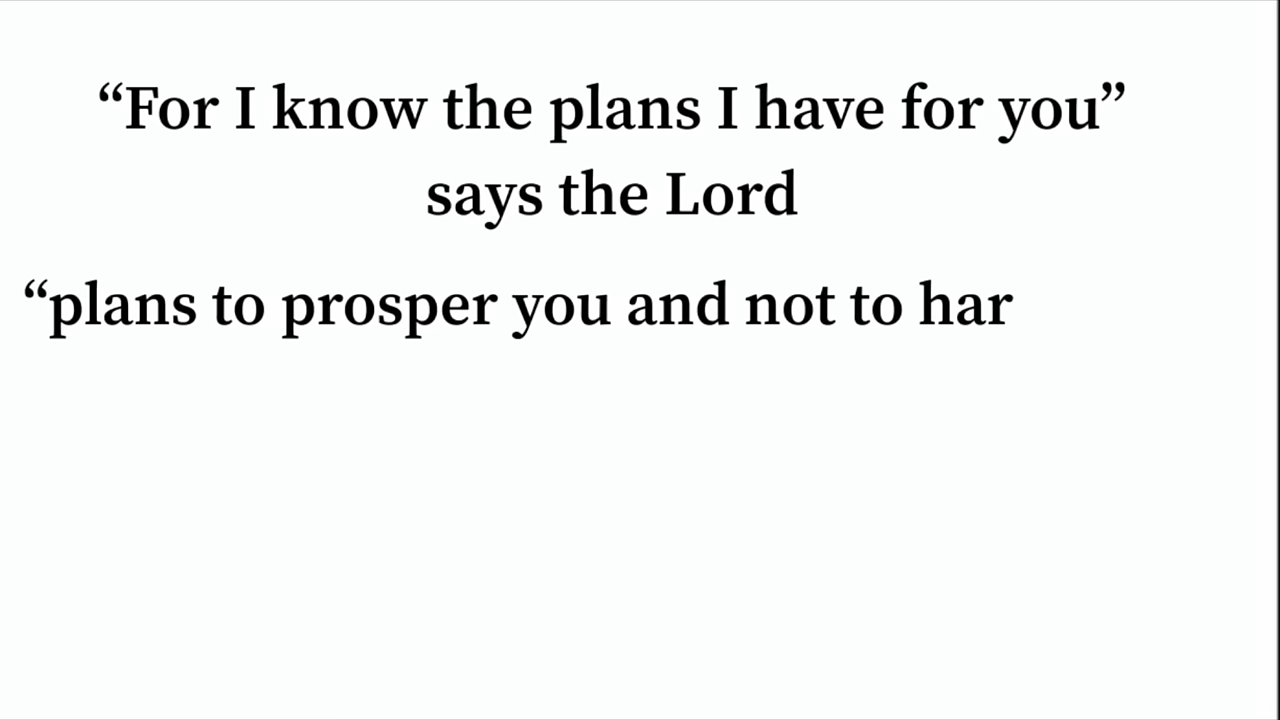 “For I know the plans I have for you”
says the Lord
“plans to prosper you and not to har